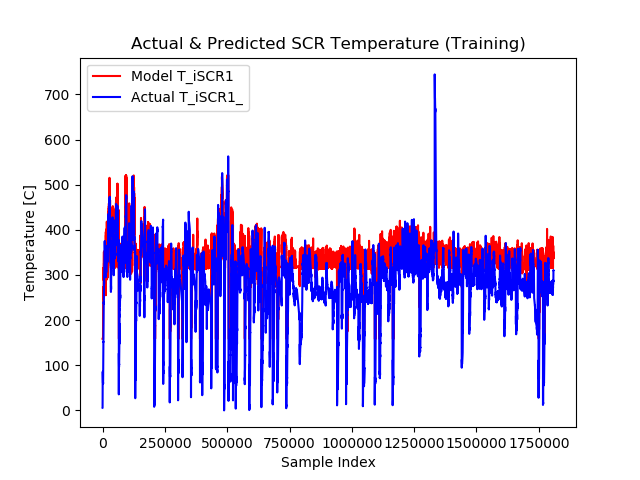 Actual & Predicted SCR Temperature (Training)
Model T_iSCR1
Actual T_iSCR1_
700
600
500
400
300
200
100
0
Temperature [C]
0 250000 500000 750000 1000000 1250000 1500000 1750000
Sample Index